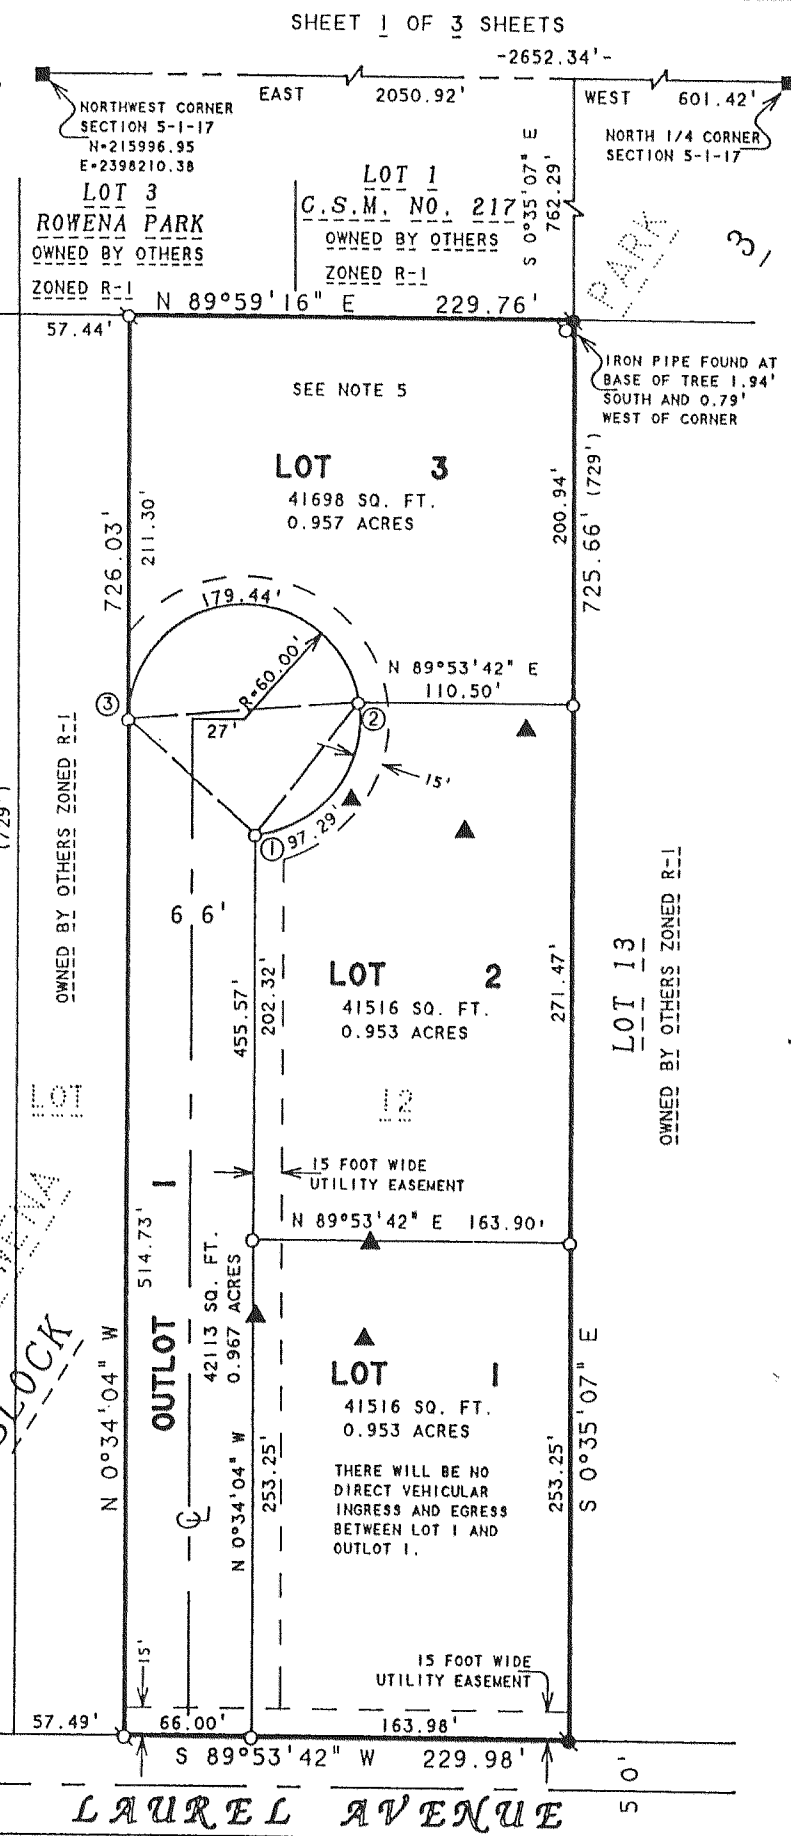 SHEET 1 OF 3 SHEETS
-2652.34'-
EAST 2050.92'
WEST 601.42'
NORTHWEST CORNER
SECTION 5-1-17
N=215996.95
E=2398210.38
NORTH 1/4 CORNER
SECTION 5-1-17
S 0°35'07" E
762.29'
LOT 3
ROWENA PARK
OWNED BY OTHERS
ZONED R-1
LOT 1
C.S.M. NO. 217
OWNED BY OTHERS
ZONED R-1
PARK
3
N 89°59'16" E 229.76'
57.44'
IRON PIPE FOUND AT
BASE OF TREE 1.94'
SOUTH AND 0.79'
WEST OF CORNER
SEE NOTE 5
LOT 3
41698 SQ. FT.
0.957 ACRES
726.03'
211.30'
200.94'
725.66' (729')
179.44'
R=60.00'
N 89°53'42" E
110.50'
3
2
27'
15'
1
97.29'
OWNED BY OTHERS ZONED R-1
(729')
66'
LOT 2
41516 SQ. FT.
0.953 ACRES
455.57'
202.32'
271.47'
LOT 13
OWNED BY OTHERS ZONED R-1
LOT
12
15 FOOT WIDE
UTILITY EASEMENT
N 89°53'42" E 163.90'
514.73'
OUTLOT 1
42113 SQ. FT.
0.967 ACRES
BLOCK
LOT 1
41516 SQ. FT.
0.953 ACRES
THERE WILL BE NO
DIRECT VEHICULAR
INGRESS AND EGRESS
BETWEEN LOT 1 AND
OUTLOT 1.
N 0°34'04" W
N 0°34'04" W
253.25'
253.25'
S 0°35'07" E
CL
15'
15 FOOT WIDE
UTILITY EASEMENT
57.49'
66.00'
163.98'
S 89°53'42" W 229.98'
50'
LAUREL AVENUE